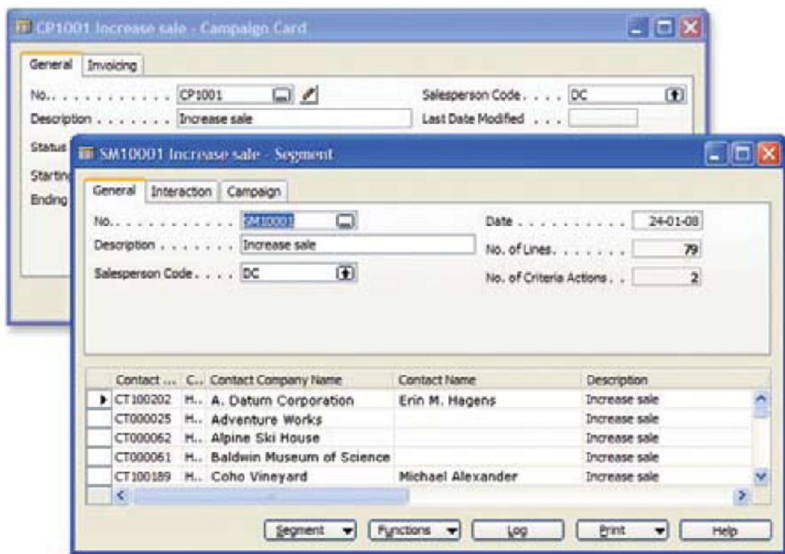 CP1001 Increase sale - Campaign Card
General Invoicing
No. . . . . . . . . . . . CP1001 Salesperson Code . . . . DC
Description . . . . . . . Increase sale Last Date Modified . . .
Status
Starting
Ending
SM10001 Increase sale - Segment
General Interaction Campaign
No. . . . . . . . . . . . SM10001 Date . . . . . . . . . . 24-01-08
Description . . . . . . . Increase sale No. of Lines. . . . . . . 79
Salesperson Code . . . . DC No. of Criteria Actions . . 2
Contact ... C.. Contact Company Name Contact Name Description
CT100202 H.. A. Datum Corporation Erin M. Hagens Increase sale
CT000025 H.. Adventure Works Increase sale
CT000062 H.. Alpine Ski House Increase sale
CT000061 H.. Baldwin Museum of Science Increase sale
CT100189 H.. Coho Vineyard Michael Alexander Increase sale
Segment Functions Log Print Help